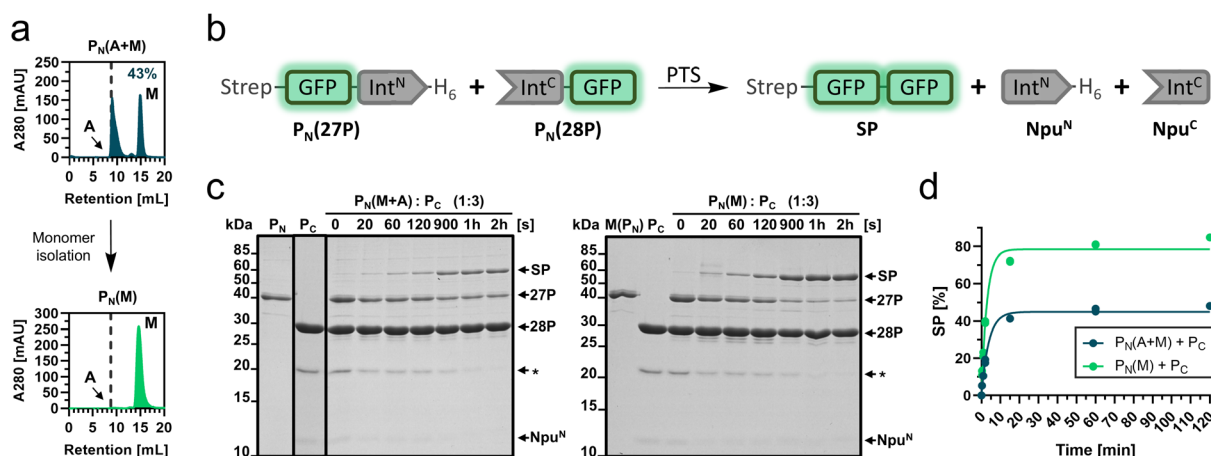 a
P_N(A+M)
43%
M
A
A280 [mAU]
250
200
150
100
50
0
0 5 10 15 20
Retention [mL]
Monomer
isolation
P_N(M)
M
A
A280 [mAU]
300
250
200
150
100
50
0
0 5 10 15 20
Retention [mL]
b
Strep GFP Int^N H_6 + Int^C GFP PTS GFP GFP + Int^N H_6 + Int^C
Strep
P_N(27P) P_N(28P) SP Npu^N Npu^C
c
P_N(M+A) : P_C (1:3)
kDa P_N P_C 0 20 60 120 900 1h 2h [s]
85
60
50
40
30
25
20
15
10
SP
27P
28P
*
Npu^N
P_N(M) : P_C (1:3)
kDa M(P_N) P_C 0 20 60 120 900 1h 2h [s]
85
60
50
40
30
25
20
15
10
SP
27P
28P
*
Npu^N
d
SP [%]
80
60
40
20
0
P_N(A+M) + P_C
P_N(M) + P_C
0 10 20 30 40 50 60 70 80 90 100 110 120
Time [min]